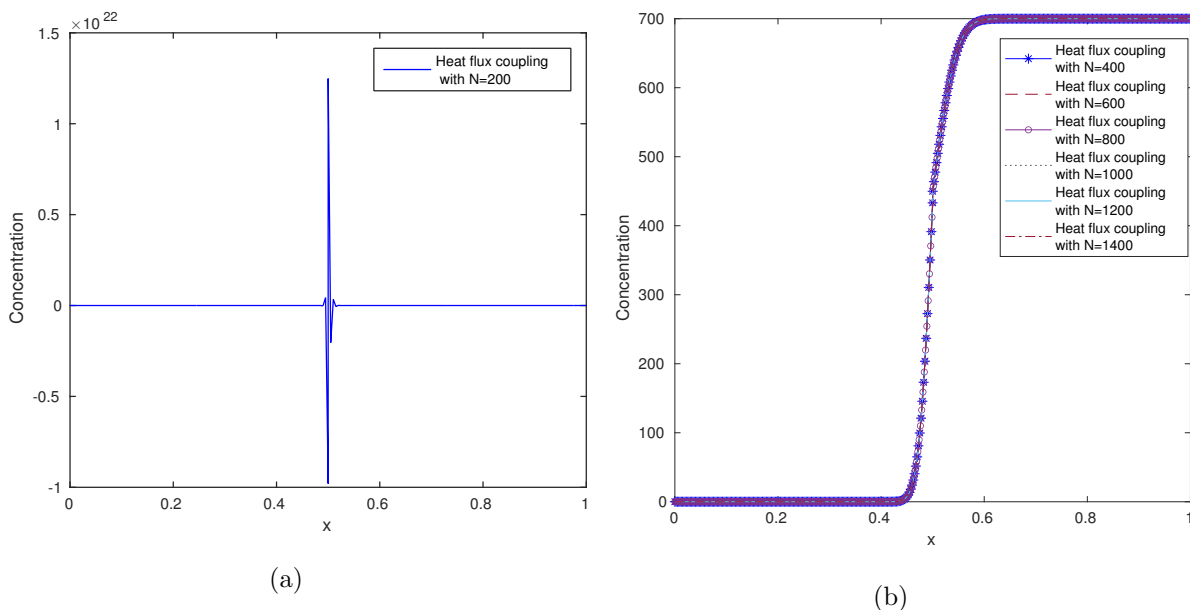 ×10 22
1.5
1
0.5
0
-0.5
-1
0
0.2
0.4
0.6
0.8
1
Concentration
x
Heat flux coupling
with N=200
(a)
700
600
500
400
300
200
100
0
0
0.2
0.4
0.6
0.8
1
Concentration
x
Heat flux coupling
with N=400
Heat flux coupling
with N=600
Heat flux coupling
with N=800
Heat flux coupling
with N=1000
Heat flux coupling
with N=1200
Heat flux coupling
with N=1400
(b)